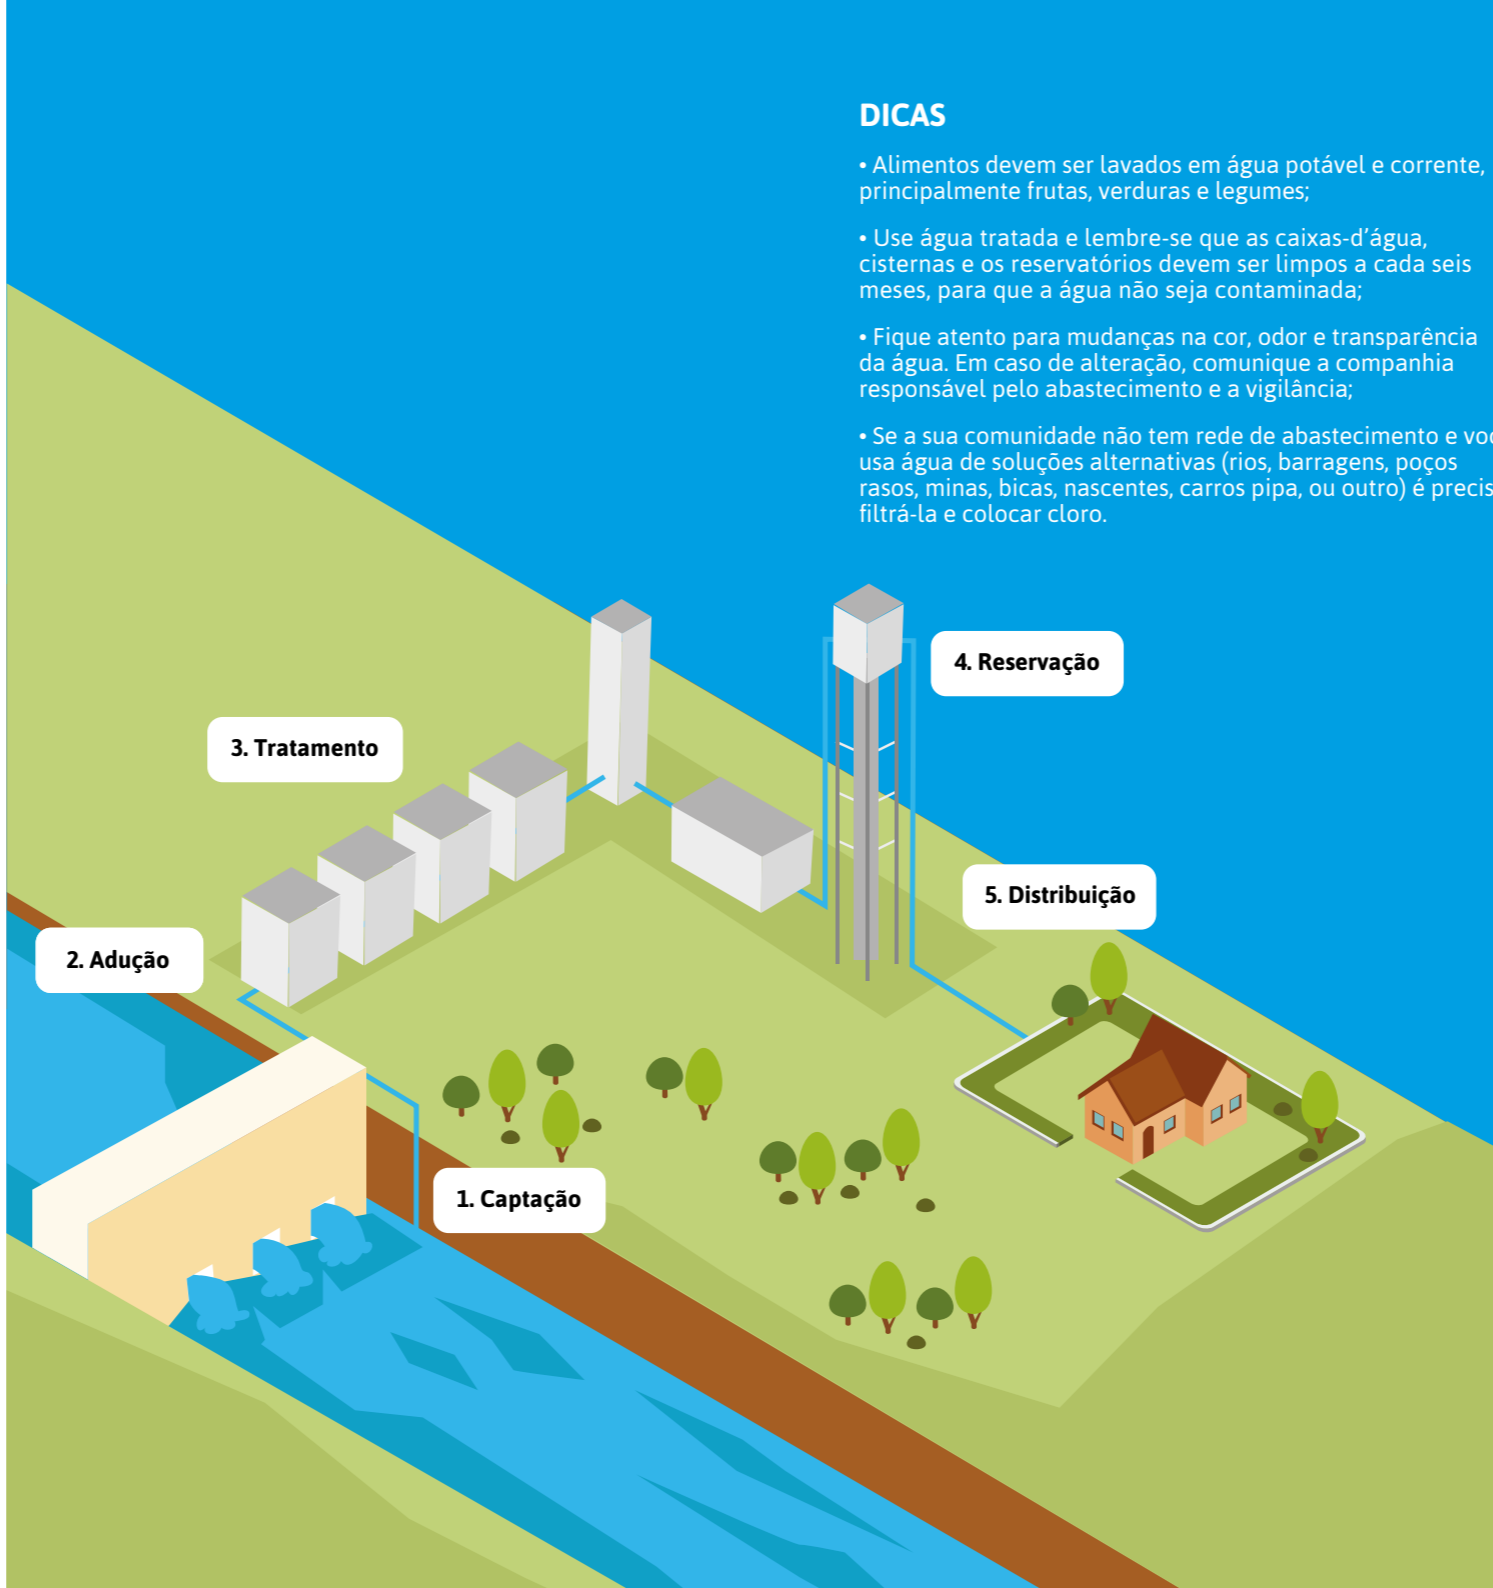 DICAS
• Alimentos devem ser lavados em água potável e corrente,
principalmente frutas, verduras e legumes;
• Use água tratada e lembre-se que as caixas-d'água,
cisternas e os reservatórios devem ser limpos a cada seis
meses, para que a água não seja contaminada;
• Fique atento para mudanças na cor, odor e transparência
da água. Em caso de alteração, comunique a companhia
responsável pelo abastecimento e a vigilância;
• Se a sua comunidade não tem rede de abastecimento e
usa água de soluções alternativas (rios, barragens, poços
rasos, minas, bicas, nascentes, carros pipa, ou outro) é
filtrá-la e colocar cloro.
4. Reservação
3. Tratamento
5. Distribuição
2. Adução
1. Captação